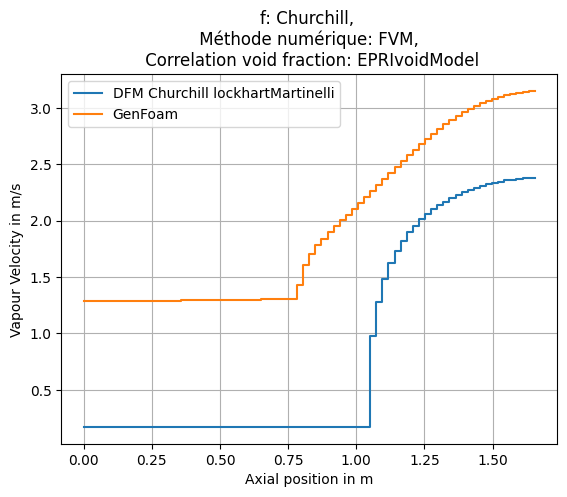 f: Churchill,
Méthode numérique: FVM,
Correlation void fraction: EPRIvoidModel
DFM Churchill lockhartMartinelli
GenFoam
Vapour Velocity in m/s
3.0
2.5
2.0
1.5
1.0
0.5
0.00 0.25 0.50 0.75 1.00 1.25 1.50
Axial position in m